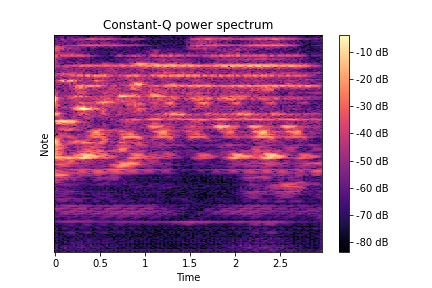 Constant-Q power spectrum
Note
-10 dB
-20 dB
-30 dB
-40 dB
-50 dB
-60 dB
-70 dB
-80 dB
0 0.5 1 1.5 2 2.5
Time